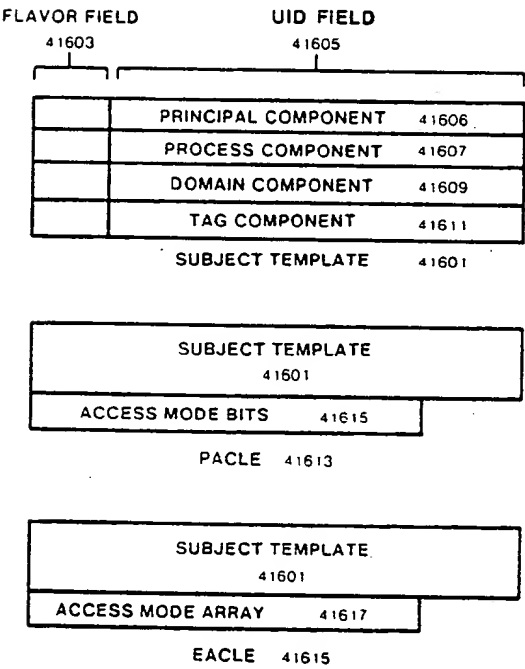 FLAVOR FIELD UID FIELD
41603 41605
PRINCIPAL COMPONENT 41606
PROCESS COMPONENT 41607
DOMAIN COMPONENT 41609
TAG COMPONENT 41611
SUBJECT TEMPLATE 41601
SUBJECT TEMPLATE
41601
ACCESS MODE BITS 41615
PACLE 41613
SUBJECT TEMPLATE
41601
ACCESS MODE ARRAY 41617
EACLE 41615